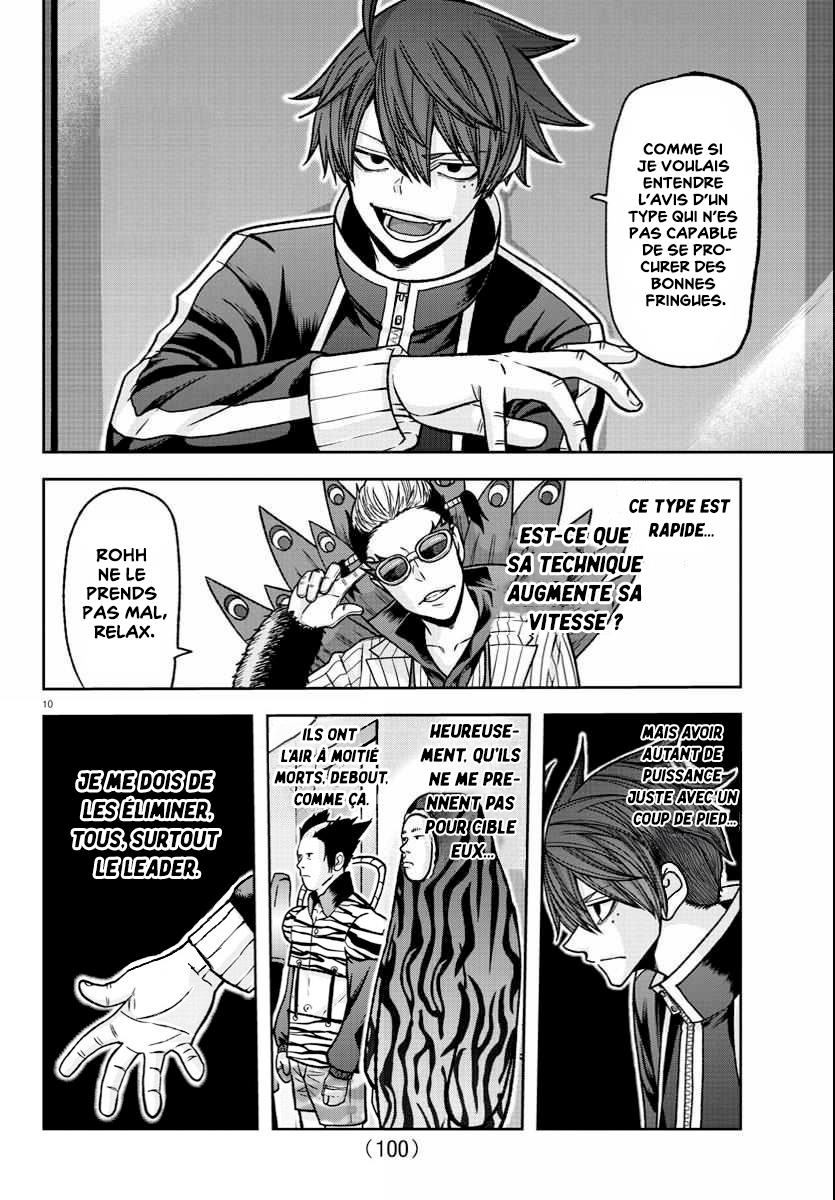 COMME SI
JE VOULAIS
ENTENDRE
L'AVIS D'UN
TYPE QUI N'ES
PAS CAPABLE
DE SE PRO-
CURER DES
BONNES
FRINGUES.
CE TYPE EST
RAPIDE...
EST-CE QUE
SA TECHNIQUE
AUGMENTE SA
VITESSE ?
ROHH
NE LE
PRENDS
PAS MAL,
RELAX.
10
MAIS AVOIR
AUTANT DE
PUISSANCE
JUSTE AVEC UN
COUP DE PIED...
HEUREUSE-
MENT, QU'ILS
NE ME PREN-
NENT PAS
POUR CIBLE
EUX...
ILS ONT
L'AIR À MOITIÉ
MORTS, DEBOUT,
COMME ÇA.
JE ME DOIS DE
LES ÉLIMINER,
TOUS, SURTOUT
LE LEADER.
(100)